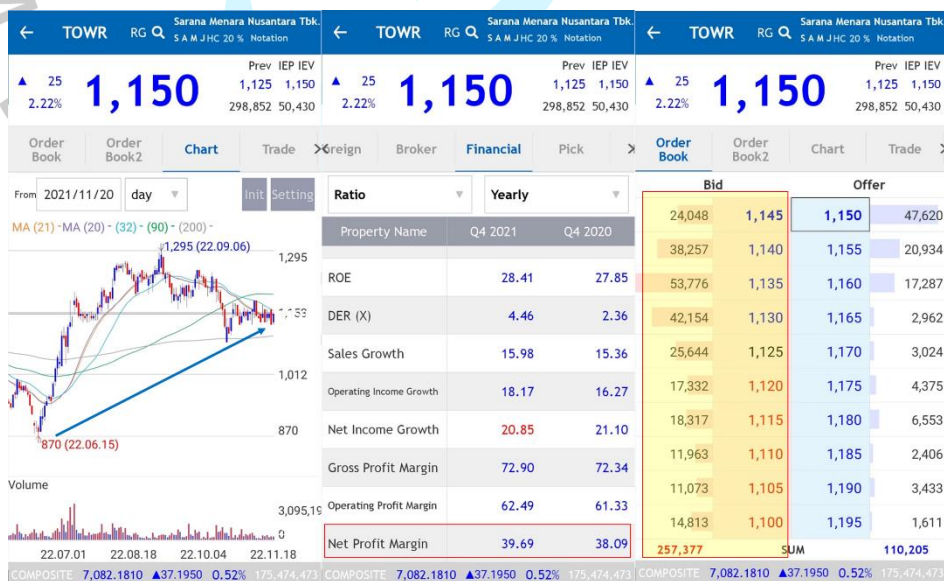 ← TOWR RG Sarana Menara Nusantara Tbk.
S A M J HC 20 % Notation
▲ 25
2.22%
1,150
Prev IEP IEV
1,125 1,150
298,852 50,430
Order Book Order Book2 Chart Trade
From 2021/11/20 day Init Setting
MA (21) -MA (20) - (32) - (90) - (200) -
1,295 (22.09.06)
1,295
1,012
870
870 (22.06.15)
Volume
0
22.07.01 22.08.18 22.10.04 22.11.18
COMPOSITE 7,082.1810 ▲37.1950 0.52% 175,474,473
← TOWR RG Sarana Menara Nusantara Tbk.
S A M J HC 20 % Notation
▲ 25
2.22%
1,150
Prev IEP IEV
1,125 1,150
298,852 50,430
oreign Broker Financial Pick
Ratio Yearly
Property Name Q4 2021 Q4 2020
ROE 28.41 27.85
DER (X) 4.46 2.36
Sales Growth 15.98 15.36
Operating Income Growth 18.17 16.27
Net Income Growth 20.85 21.10
Gross Profit Margin 72.90 72.34
Operating Profit Margin 62.49 61.33
Net Profit Margin 39.69 38.09
COMPOSITE 7,082.1810 ▲37.1950 0.52% 175,474,473
← TOWR RG Sarana Menara Nusantara Tbk
S A M J HC 20 % Notation
▲ 25
2.22%
1,150
Prev IEP IEV
1,125 1,150
298,852 50,430
Order Book Order Book2 Chart Trade
Bid Offer
24,048 1,145 1,150 47,620
38,257 1,140 1,155 20,934
53,776 1,135 1,160 17,287
42,154 1,130 1,165 2,962
25,644 1,125 1,170 3,024
17,332 1,120 1,175 4,375
18,317 1,115 1,180 6,553
11,963 1,110 1,185 2,406
11,073 1,105 1,190 3,433
14,813 1,100 1,195 1,611
257,377 SUM 110,205
COMPOSITE 7,082.1810 ▲37.1950 0.52% 175,474,473